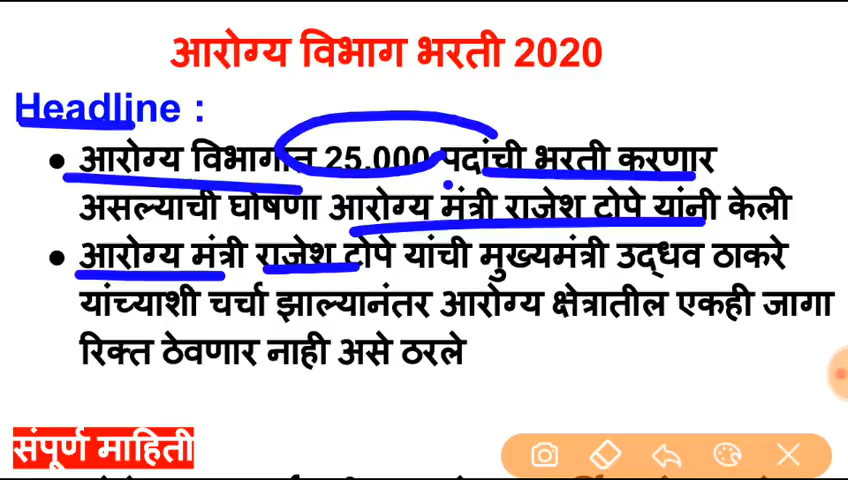 आरोग्य विभाग भरती 2020
Headline :
● आरोग्य विभागात 25,000 पदांची भरती करणार
असल्याची घोषणा आरोग्य मंत्री राजेश टोपे यांनी केली
● आरोग्य मंत्री राजेश टोपे यांची मुख्यमंत्री उद्धव ठाकरे
यांच्याशी चर्चा झाल्यानंतर आरोग्य क्षेत्रातील एकही जागा
रिक्त ठेवणार नाही असे ठरले
संपूर्ण माहिती